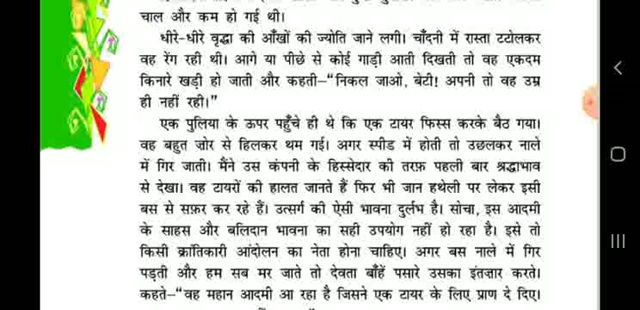 चाल और कम हो गई थी।
धीरे-धीरे वृद्धा की आँखों की ज्योति जाने लगी। चाँदनी में रास्ता टटोलकर
वह रेंग रही थी। आगे या पीछे से कोई गाड़ी आती दिखती तो वह एकदम
किनारे खड़ी हो जाती और कहती–“निकल जाओ, बेटी! अपनी तो वह उम्र
ही नहीं रही।”
एक पुलिया के ऊपर पहुँचे ही थे कि एक टायर फिस्स करके बैठ गया।
वह बहुत ज़ोर से हिलकर थम गई। अगर स्पीड में होती तो उछलकर नाले
में गिर जाती। मैंने उस कंपनी के हिस्सेदार की तरफ़ पहली बार श्रद्धाभाव
से देखा। वह टायरों की हालत जानते हैं फिर भी जान हथेली पर लेकर इसी
बस से सफ़र कर रहे हैं। उत्सर्ग की ऐसी भावना दुर्लभ है। सोचा, इस आदमी
के साहस और बलिदान भावना का सही उपयोग नहीं हो रहा है। इसे तो
किसी क्रांतिकारी आंदोलन का नेता होना चाहिए। अगर बस नाले में गिर
पड़ती और हम सब मर जाते तो देवता बाँहें पसारे उसका इंतज़ार करते।
कहते–“वह महान आदमी आ रहा है जिसने एक टायर के लिए प्राण दे दिए।